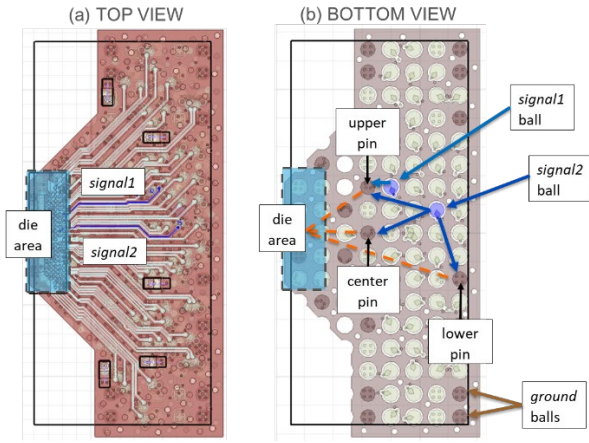 (a) TOP VIEW
(b) BOTTOM VIEW
signal1
signal2
die
area
upper
pin
signal1
ball
signal2
ball
die
area
center
pin
lower
pin
ground
balls